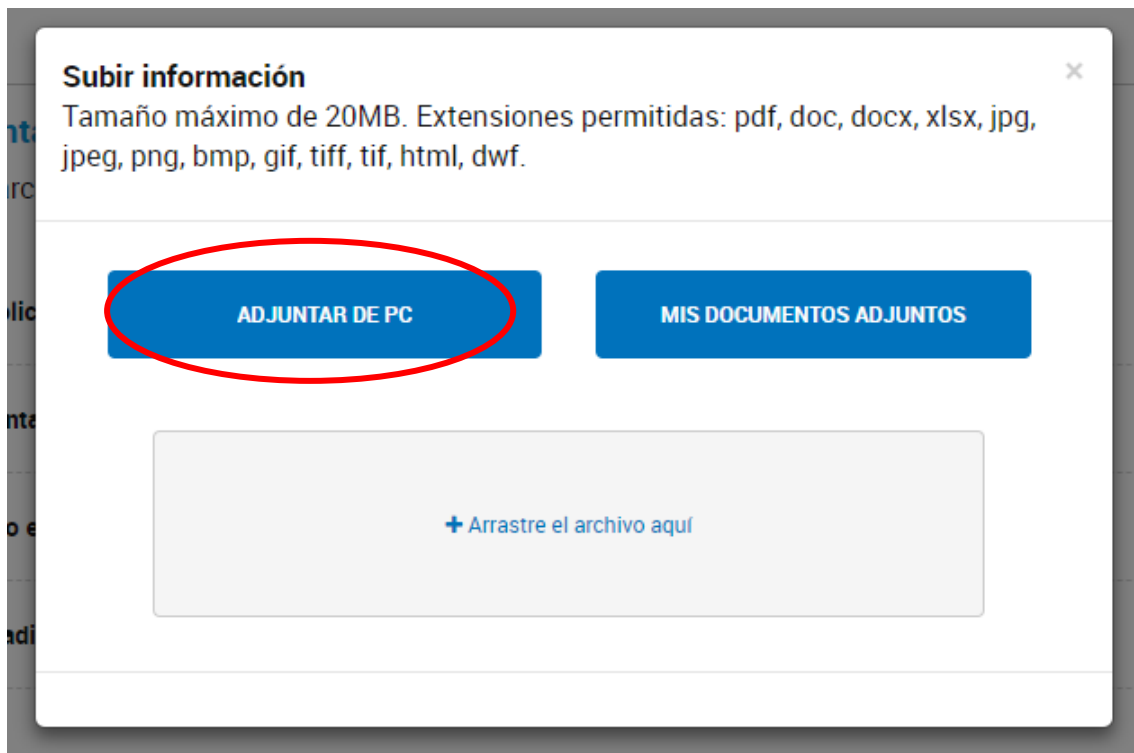 Subir información
×
Tamaño máximo de 20MB. Extensiones permitidas: pdf, doc, docx, xlsx, jpg,
jpeg, png, bmp, gif, tiff, tif, html, dwf.
ADJUNTAR DE PC
MIS DOCUMENTOS ADJUNTOS
+ Arrastre el archivo aquí